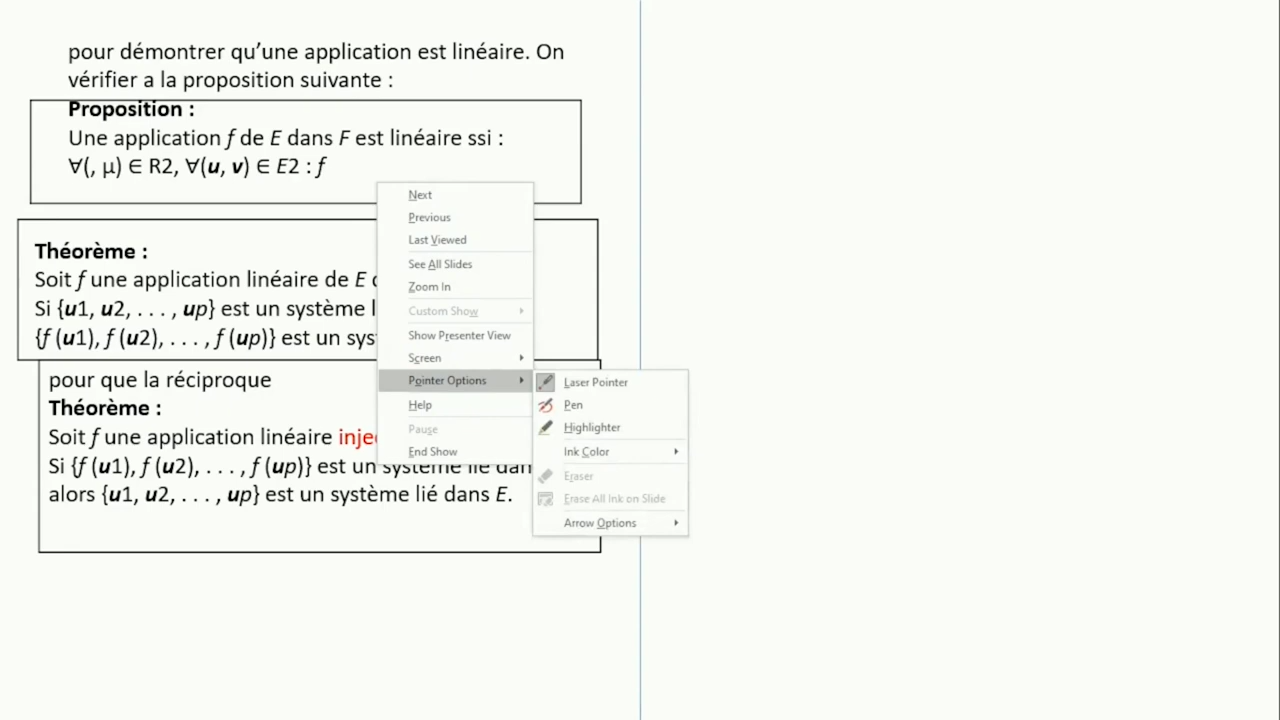 pour démontrer qu’une application est linéaire. On
vérifier a la proposition suivante :
Proposition :
Une application f de E dans F est linéaire ssi :
∀(, μ) ∈ R2, ∀(u, v) ∈ E2 : f
Théorème :
Soit f une application linéaire de E
Si {u1, u2, . . . , up} est un système
{f (u1), f (u2), . . . , f (up)} est un
pour que la réciproque
Théorème :
Soit f une application linéaire
Si {f (u1), f (u2), . . . , f (up)} est un système lié
alors {u1, u2, . . . , up} est un système lié dans E.
Next
Previous
Last Viewed
See All Slides
Zoom In
Custom Show
Show Presenter View
Screen
Pointer Options
Help
Pause
End Show
Laser Pointer
Pen
Highlighter
Ink Color
Eraser
Erase All Ink on Slide
Arrow Options